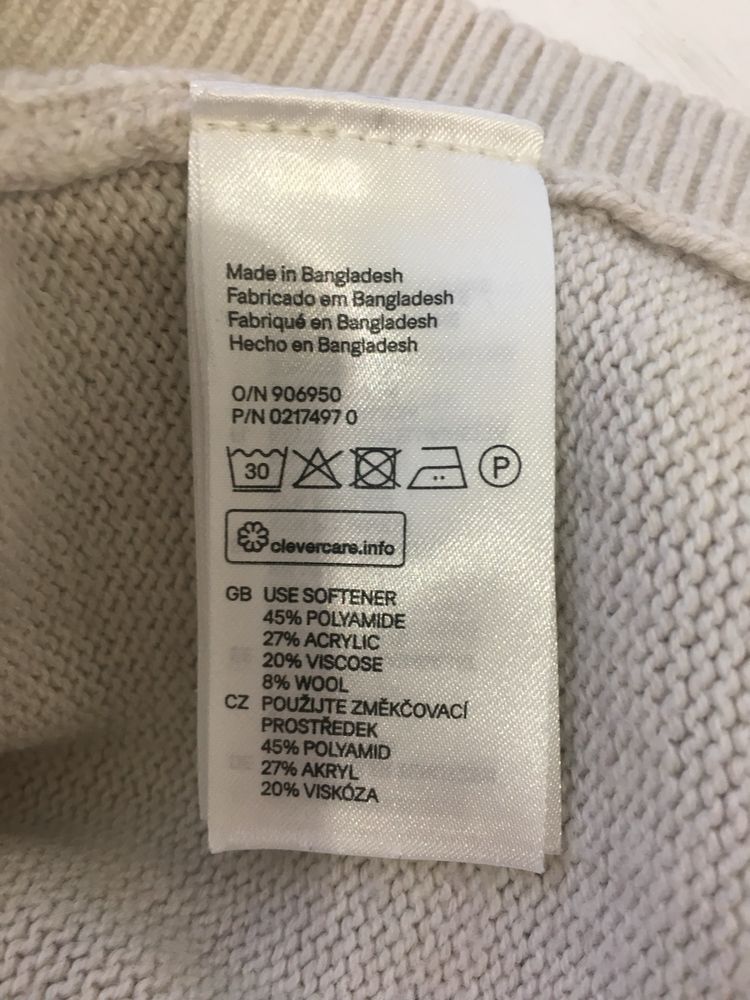 Made in Bangladesh
Fabricado em Bangladesh
Fabriqué en Bangladesh
Hecho en Bangladesh
O/N 906950
P/N 0217497 0
30 P
clevercare.info
GB USE SOFTENER
45% POLYAMIDE
27% ACRYLIC
20% VISCOSE
8% WOOL
CZ POUŽIJTE ZMĚKČOVACÍ
PROSTŘEDEK
45% POLYAMID
27% AKRYL
20% VISKÓZA